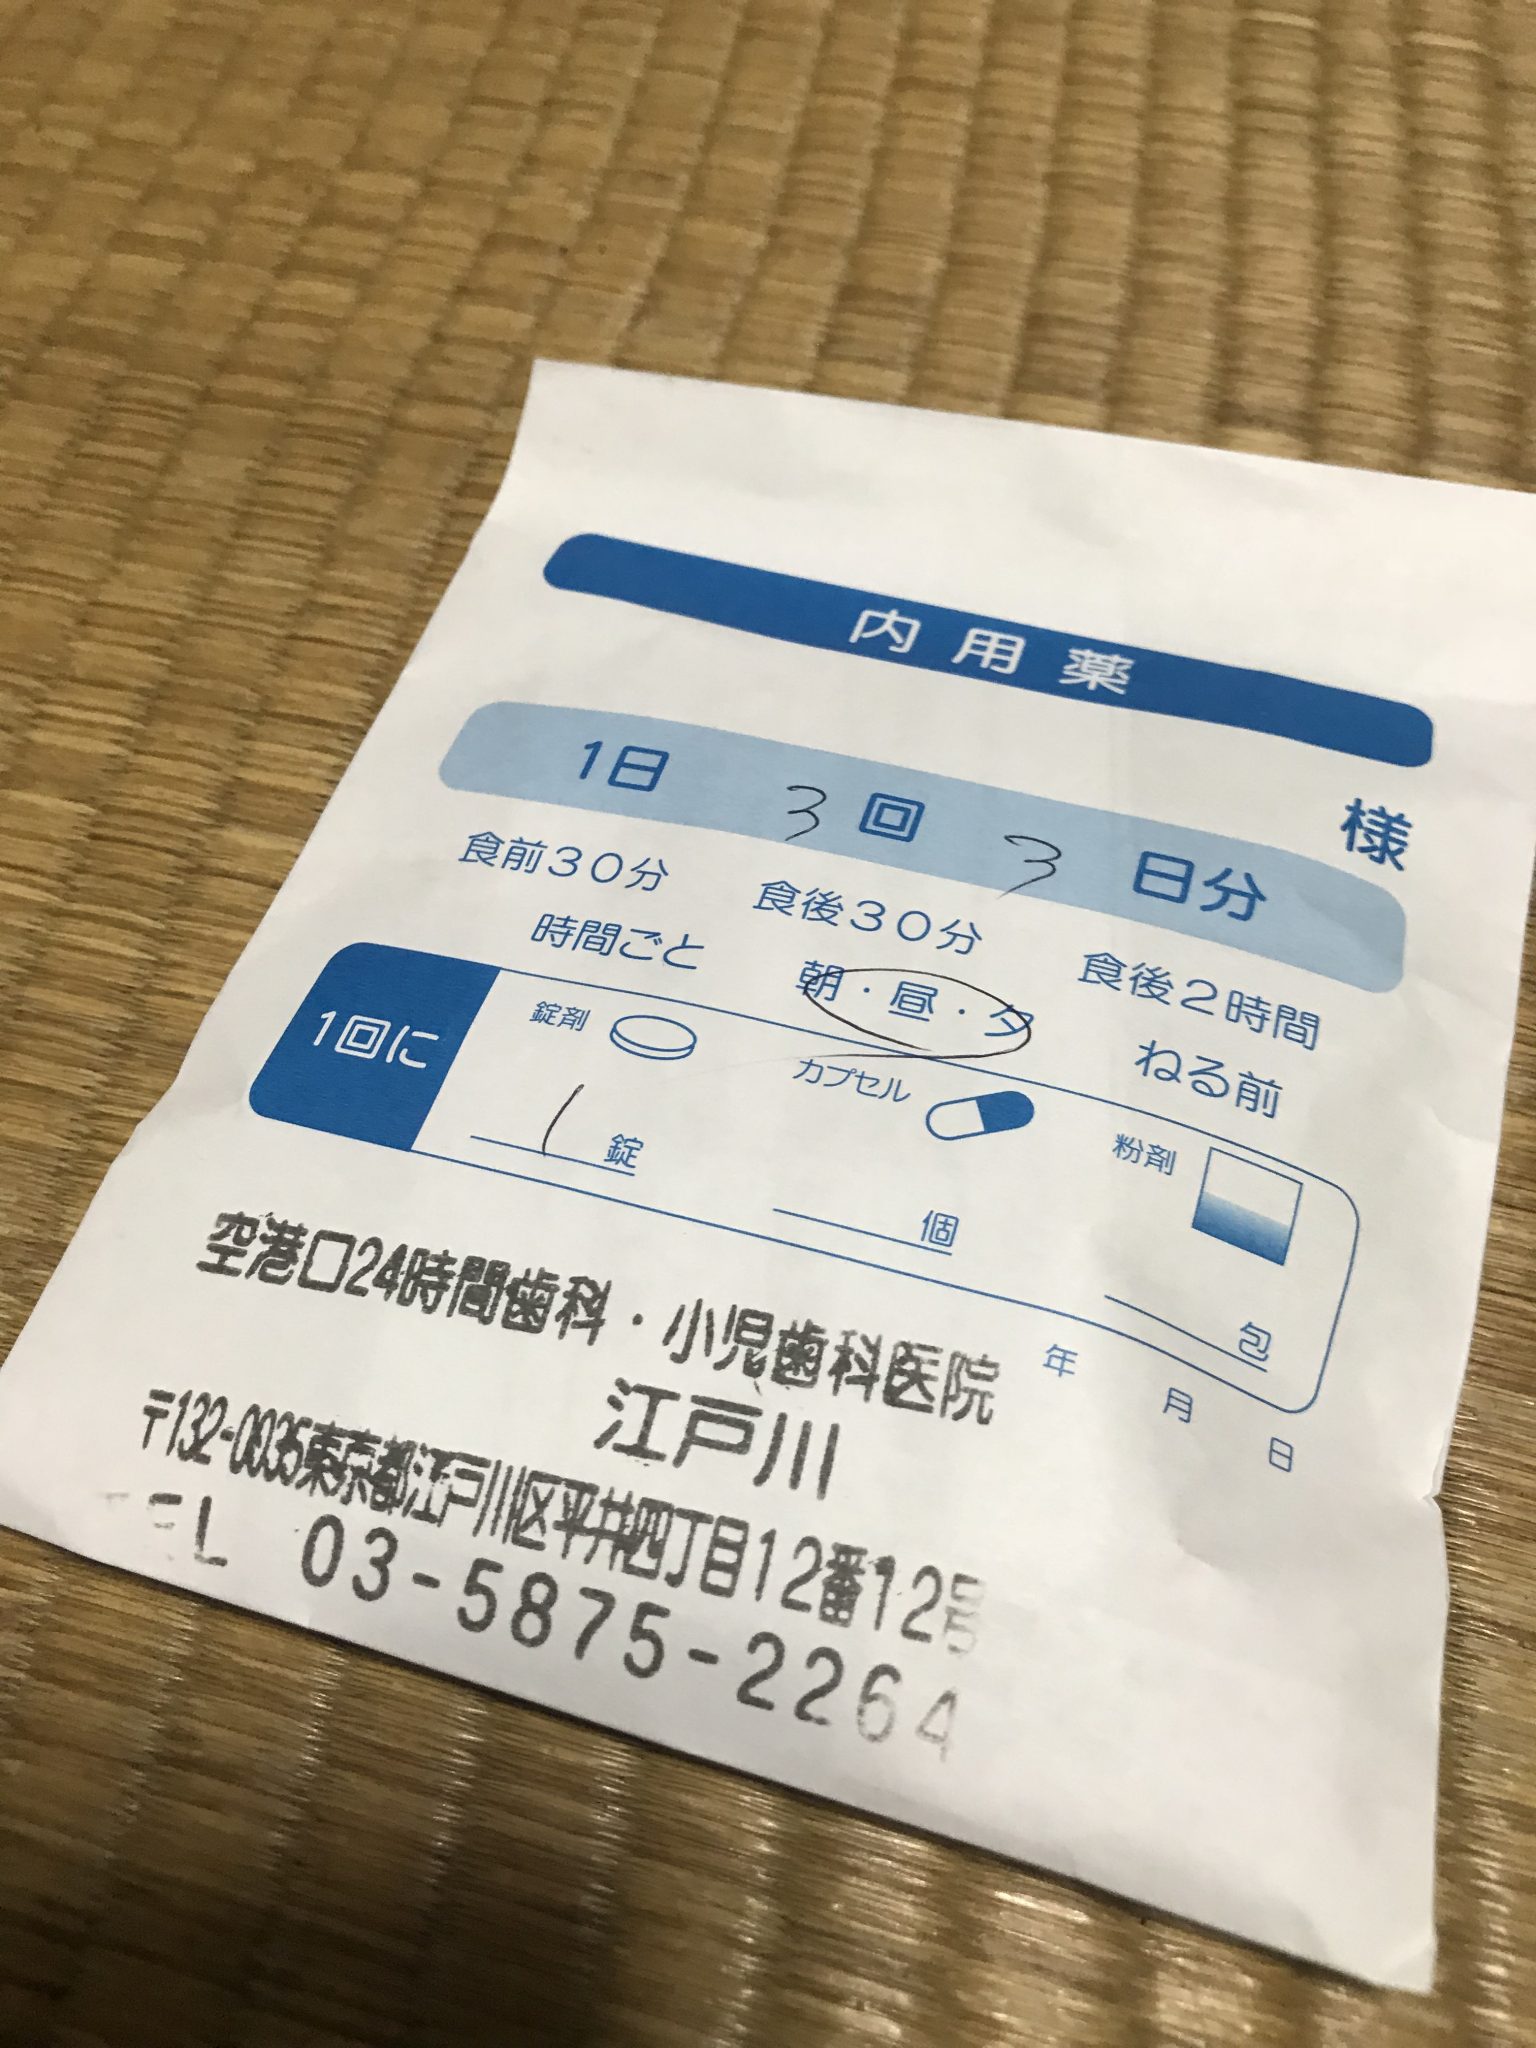 内用薬
様
1日 3回 3日分
食前30分 食後30分 食後2時間
時間ごと 朝・昼・夕 ねる前
1回に
錠剤 カプセル 粉剤
1錠 個 包
年 月 日
空港口24時間歯科・小児歯科医院
江戸川
〒132-0035東京都江戸川区平井四丁目12番12号
TEL 03-5875-2264